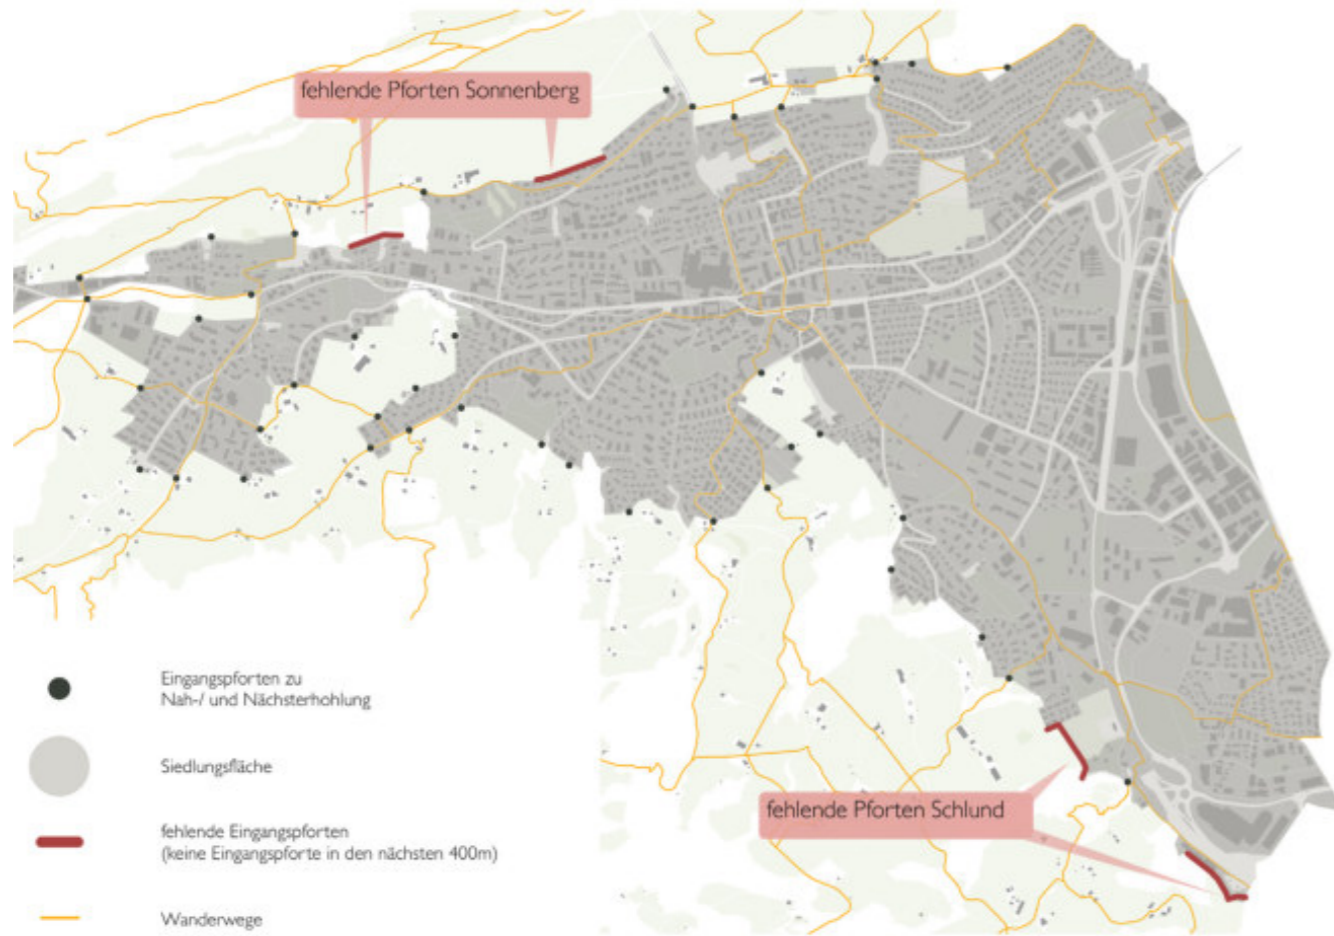 fehlende Pforten Sonnenberg
Eingangspforten zu
Nah-/ und Nächsterhohlung
Siedlungsfläche
fehlende Pforten Schlund
fehlende Eingangspforten
(keine Eingangspforte in den nächsten 400m)
Wanderwege